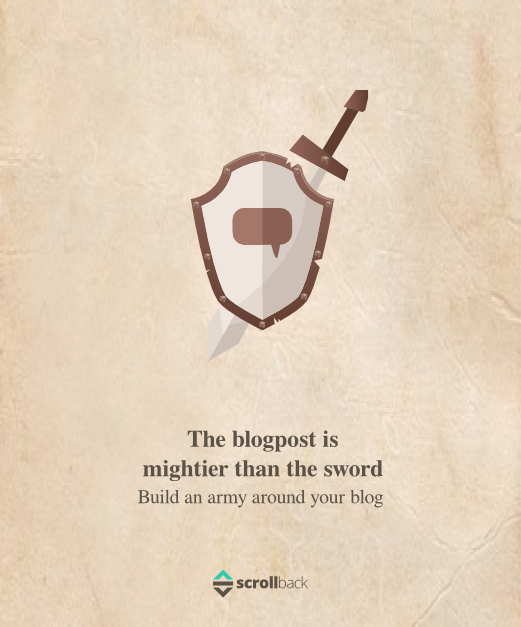 The blogpost is
mightier than the sword
Build an army around your blog
scrollback